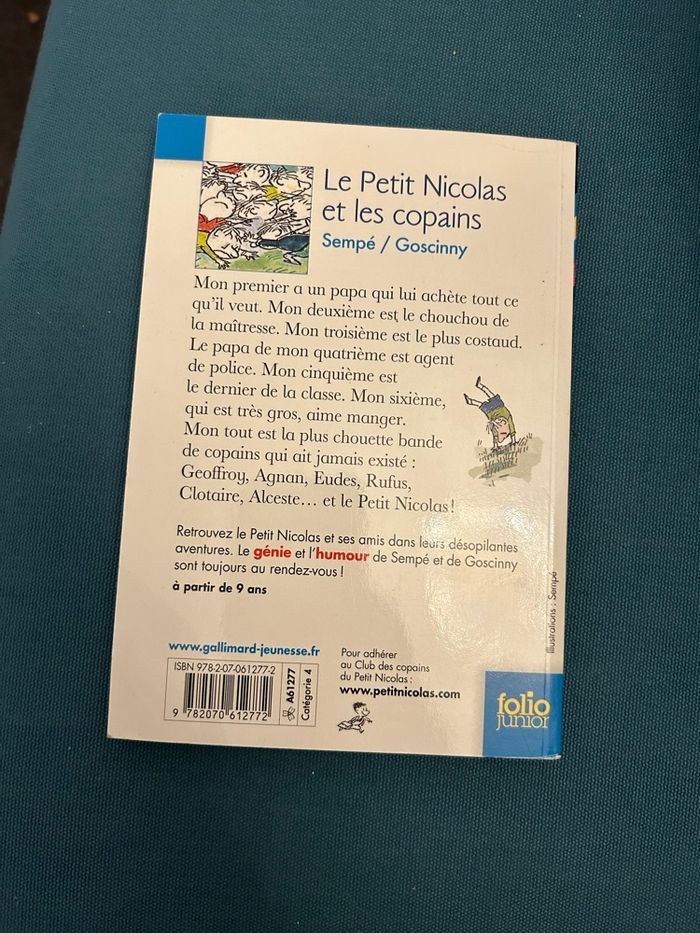 Le Petit Nicolas
et les copains
Sempé / Goscinny
Mon premier a un papa qui lui achète tout ce
qu'il veut. Mon deuxième est le chouchou de
la maîtresse. Mon troisième est le plus costaud.
Le papa de mon quatrième est agent
de police. Mon cinquième est
le dernier de la classe. Mon sixième,
qui est très gros, aime manger.
Mon tout est la plus chouette bande
de copains qui ait jamais existé :
Geoffroy, Agnan, Eudes, Rufus,
Clotaire, Alceste... et le Petit Nicolas !
Retrouvez le Petit Nicolas et ses amis dans leurs désopilantes
aventures. Le génie et l'humour de Sempé et de Goscinny
sont toujours au rendez-vous !
à partir de 9 ans
Illustrations : Sempé
www.gallimard-jeunesse.fr
ISBN 978-2-07-061277-2
9 782070 612772
A61277
Catégorie 4
Pour adhérer
au Club des copains
du Petit Nicolas :
www.petitnicolas.com
folio
junior